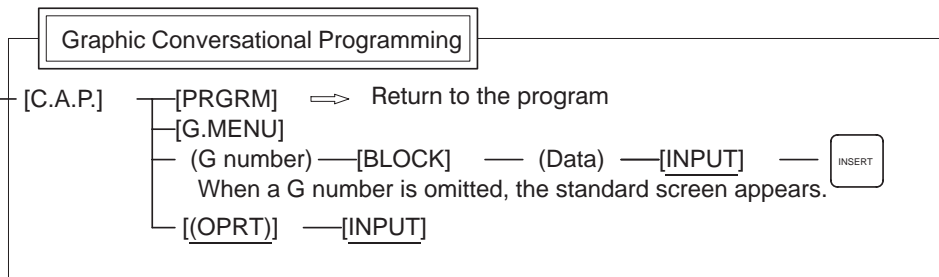 Graphic Conversational Programming
[C.A.P.] [PRGRM] Return to the program
[G.MENU]
(G number) [BLOCK] (Data) [INPUT] INSERT
When a G number is omitted, the standard screen appears.
[(OPRT)] [INPUT]